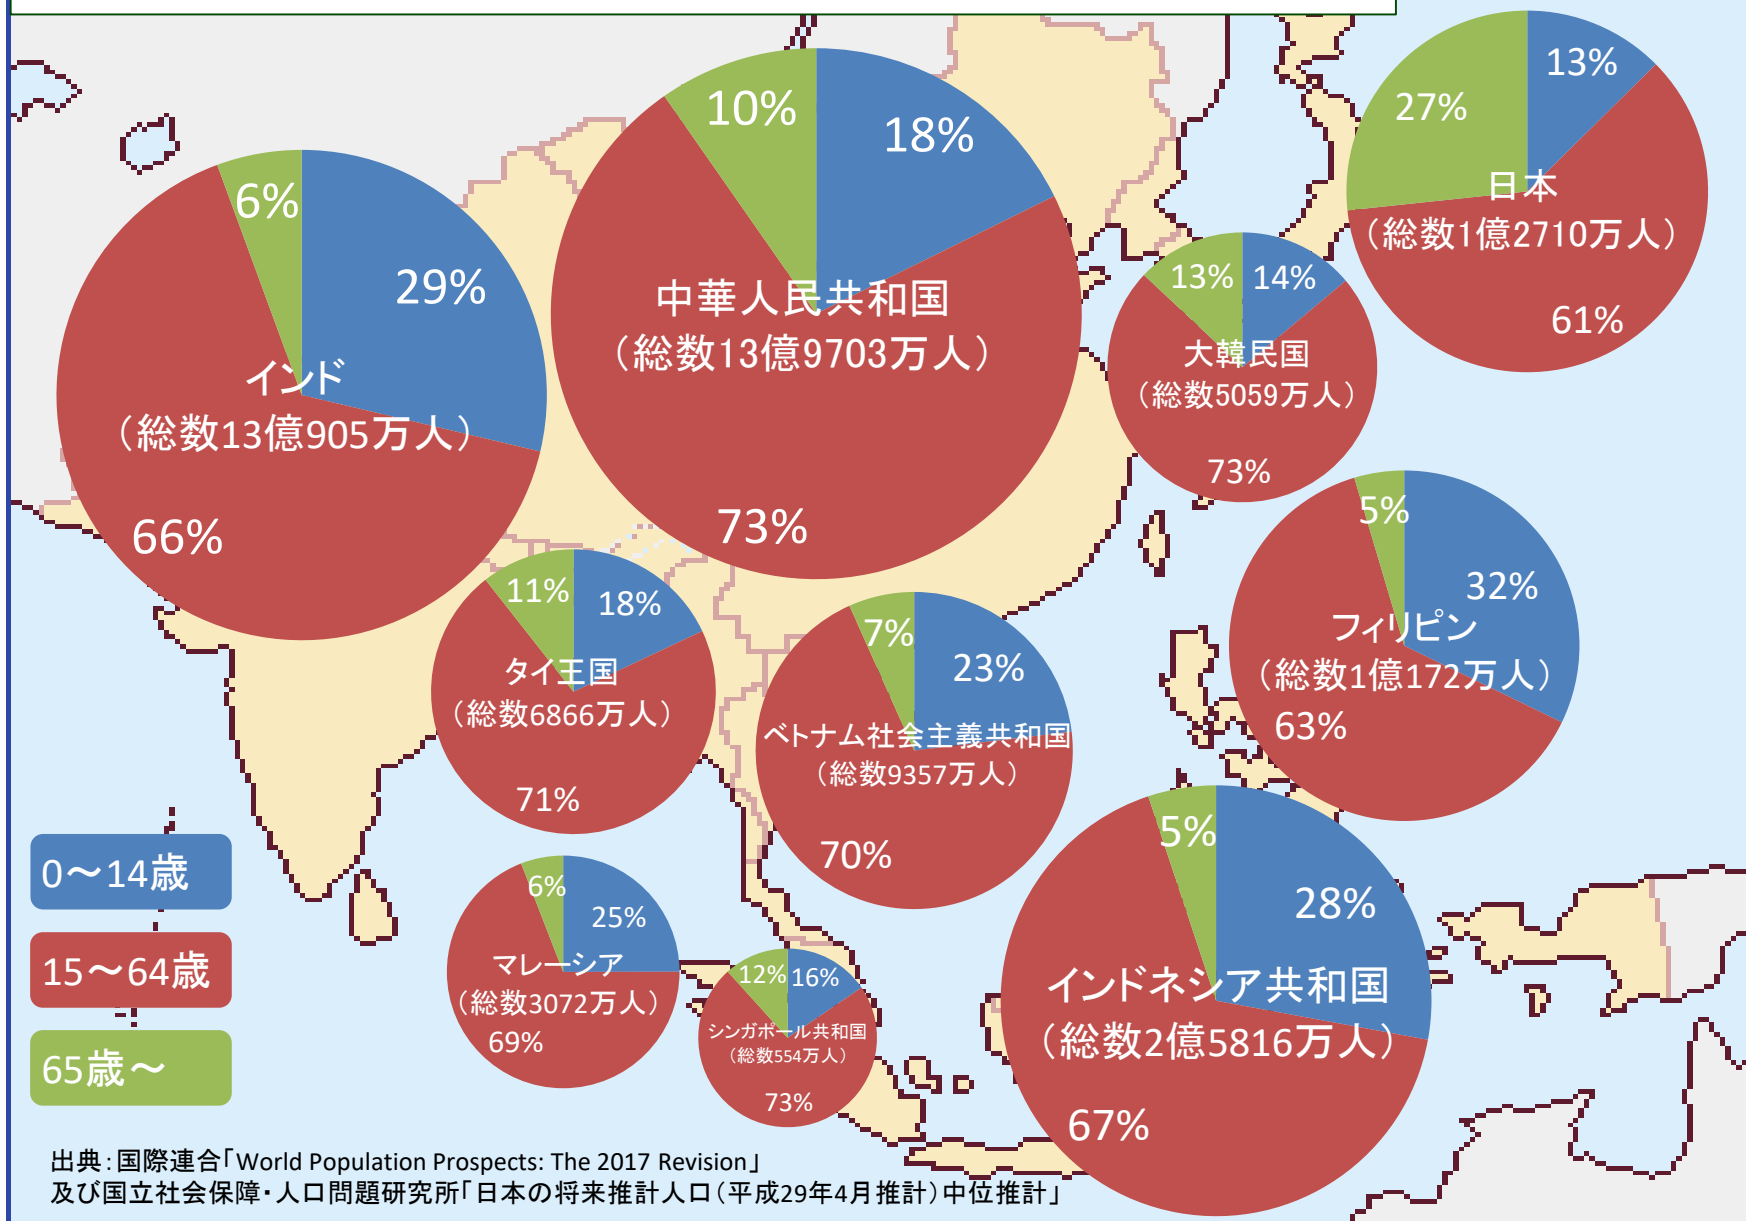 10%
18%
中華人民共和国
（総数13億9703万人）
73%
13%
27%
日本
（総数1億2710万人）
61%
6%
29%
インド
（総数13億905万人）
66%
13%
14%
大韓民国
（総数5059万人）
73%
5%
32%
フィリピン
（総数1億172万人）
63%
11%
18%
タイ王国
（総数6866万人）
71%
7%
23%
ベトナム社会主義共和国
（総数9357万人）
70%
5%
28%
インドネシア共和国
（総数2億5816万人）
67%
6%
25%
マレーシア
（総数3072万人）
69%
12%
16%
シンガポール共和国
（総数554万人）
73%
0～14歳
15～64歳
65歳～
出典：国際連合「World Population Prospects: The 2017 Revision」
及び国立社会保障・人口問題研究所「日本の将来推計人口（平成29年4月推計）中位推計」